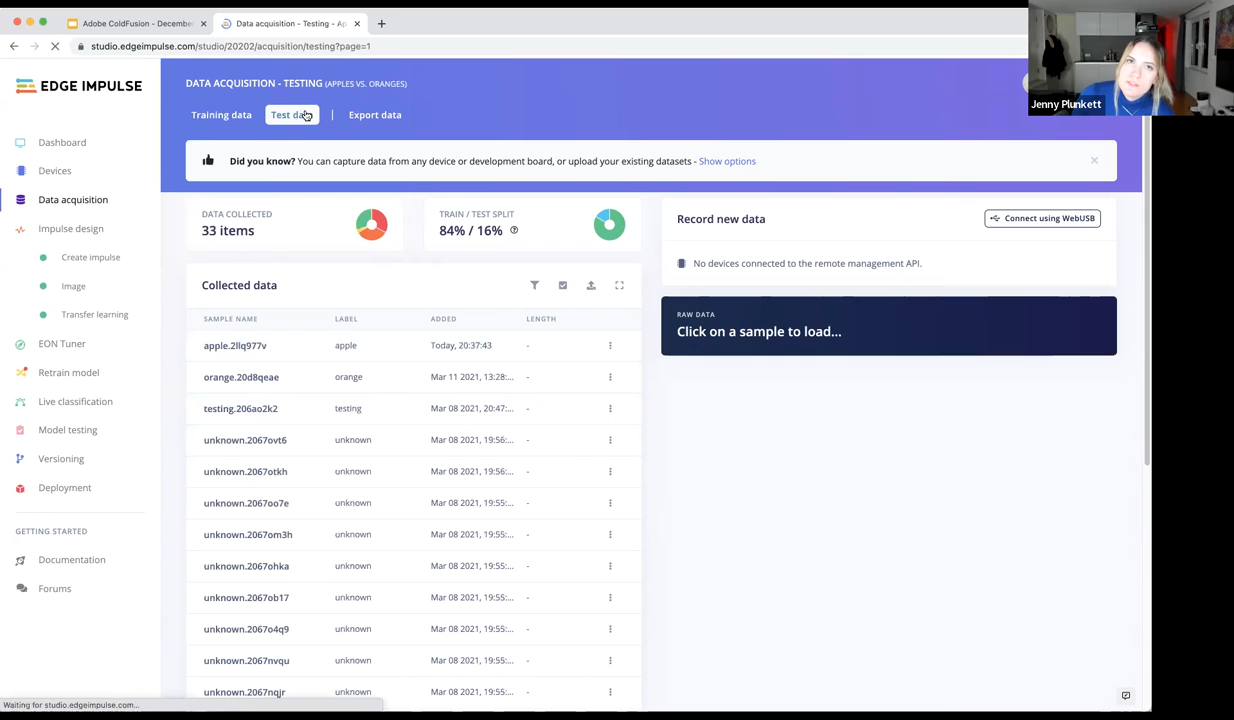 Adobe ColdFusion - Decembe
Data acquisition - Testing - Ap
studio.edgeimpulse.com/studio/20202/acquisition/testing?page=1
Jenny Plunkett
EDGE IMPULSE
Dashboard
Devices
Data acquisition
Impulse design
Create impulse
Image
Transfer learning
EON Tuner
Retrain model
Live classification
Model testing
Versioning
Deployment
GETTING STARTED
Documentation
Forums
DATA ACQUISITION - TESTING (APPLES VS. ORANGES)
Training data Test data | Export data
Did you know? You can capture data from any device or development board, or upload your existing datasets - Show options
DATA COLLECTED
33 items
TRAIN / TEST SPLIT
84% / 16%
Record new data
Connect using WebUSB
No devices connected to the remote management API.
RAW DATA
Click on a sample to load...
Collected data
SAMPLE NAME LABEL ADDED LENGTH
apple.2llq977v apple Today, 20:37:43 -
orange.20d8qeae orange Mar 11 2021, 13:28:... -
testing.206ao2k2 testing Mar 08 2021, 20:47:... -
unknown.2067ovt6 unknown Mar 08 2021, 19:56:... -
unknown.2067otkh unknown Mar 08 2021, 19:56:... -
unknown.2067oo7e unknown Mar 08 2021, 19:55:... -
unknown.2067om3h unknown Mar 08 2021, 19:55:... -
unknown.2067ohka unknown Mar 08 2021, 19:55:... -
unknown.2067ob17 unknown Mar 08 2021, 19:55:... -
unknown.2067o4q9 unknown Mar 08 2021, 19:55:... -
unknown.2067nvqu unknown Mar 08 2021, 19:55:... -
unknown.2067nqjr unknown Mar 08 2021, 19:55:... -
Waiting for studio.edgeimpulse.com...